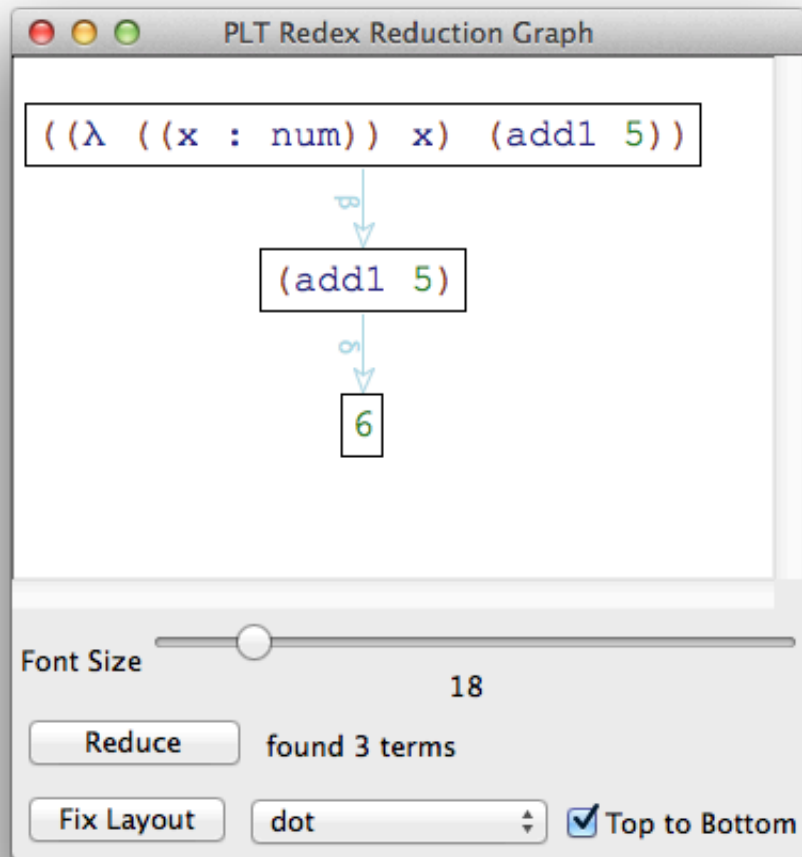 PLT Redex Reduction Graph
((λ ((x : num)) x) (add1 5))
β
(add1 5)
δ
6
Font Size
18
Reduce found 3 terms
Fix Layout dot Top to Bottom